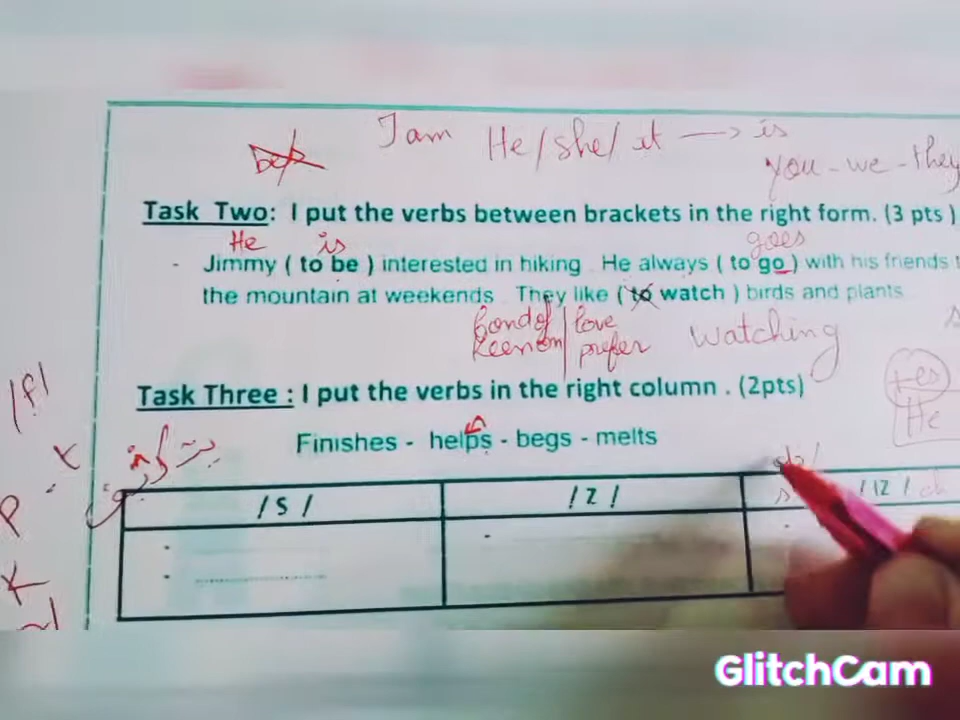 I am He/she/it → is
you - we - they
Task Two: I put the verbs between brackets in the right form. (3 pts)
He is goes
- Jimmy ( to be ) interested in hiking . He always ( to go ) with his friends t
the mountain at weekends . They like ( to watch ) birds and plants
fond of / love
keen on / prefer watching
Task Three : I put the verbs in the right column . (2pts)
Finishes - helps - begs - melts
/ S / / Z / / IZ /
/f/
P
K
He
GlitchCam